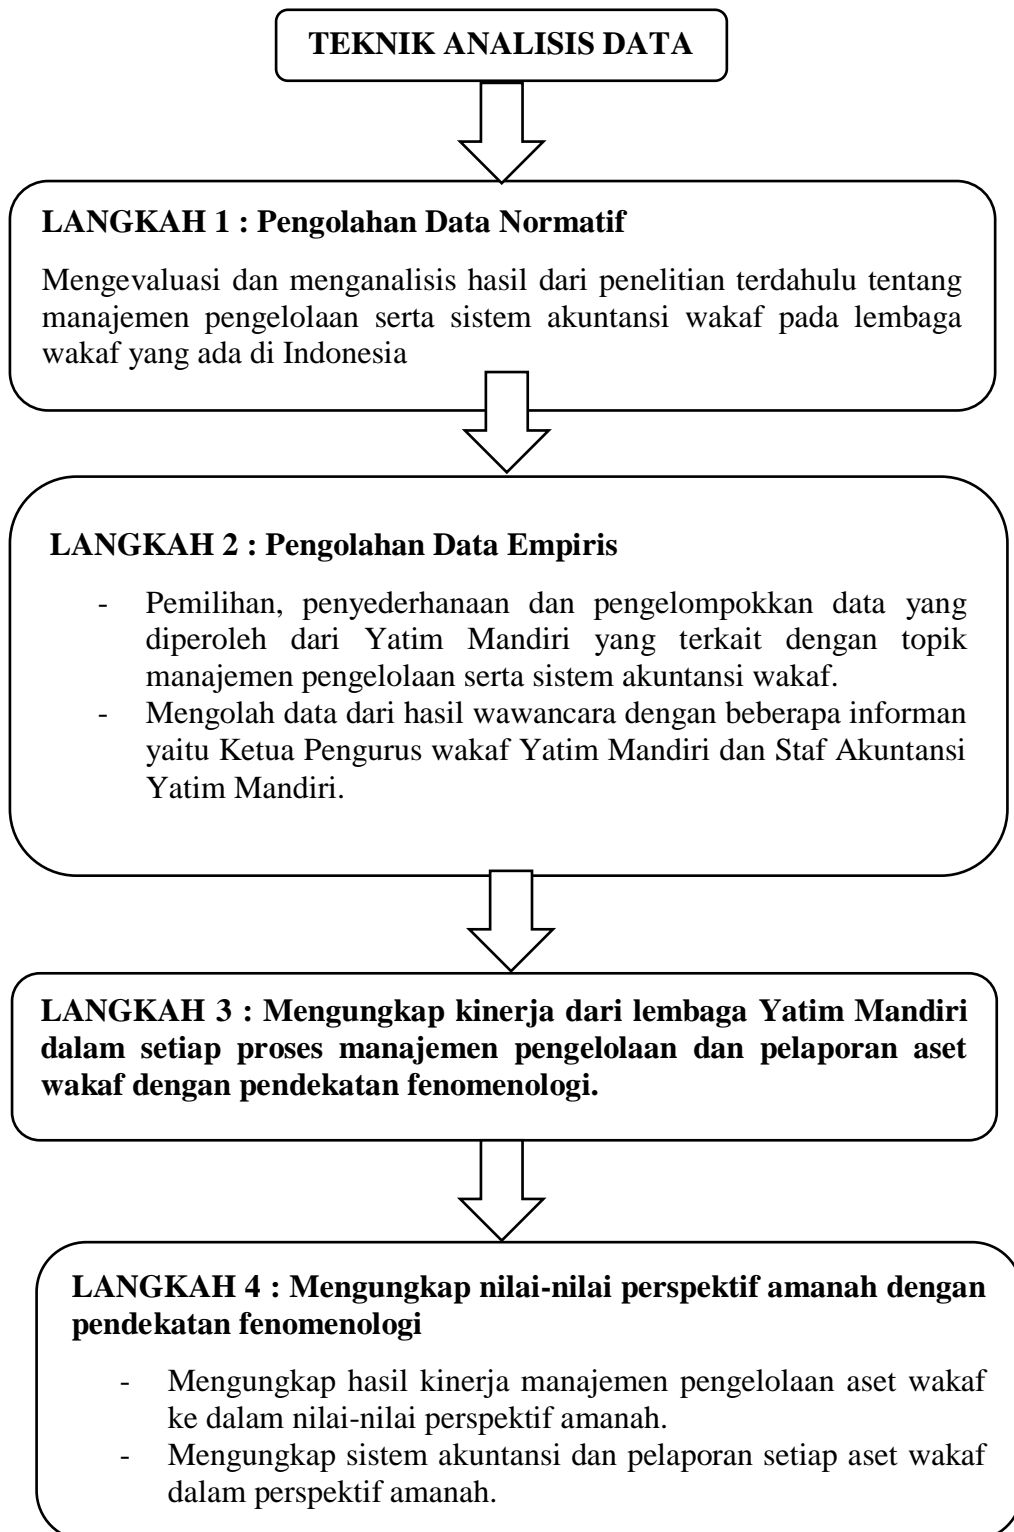 TEKNIK ANALISIS DATA
LANGKAH 1 : Pengolahan Data Normatif
Mengevaluasi dan menganalisis hasil dari penelitian terdahulu tentang
manajemen pengelolaan serta sistem akuntansi wakaf pada lembaga
wakaf yang ada di Indonesia
LANGKAH 2 : Pengolahan Data Empiris
- Pemilihan, penyederhanaan dan pengelompokkan data yang
diperoleh dari Yatim Mandiri yang terkait dengan topik
manajemen pengelolaan serta sistem akuntansi wakaf.
- Mengolah data dari hasil wawancara dengan beberapa informan
yaitu Ketua Pengurus wakaf Yatim Mandiri dan Staf Akuntansi
Yatim Mandiri.
LANGKAH 3 : Mengungkap kinerja dari lembaga Yatim Mandiri
dalam setiap proses manajemen pengelolaan dan pelaporan aset
wakaf dengan pendekatan fenomenologi.
LANGKAH 4 : Mengungkap nilai-nilai perspektif amanah dengan
pendekatan fenomenologi
- Mengungkap hasil kinerja manajemen pengelolaan aset wakaf
ke dalam nilai-nilai perspektif amanah.
- Mengungkap sistem akuntansi dan pelaporan setiap aset wakaf
dalam perspektif amanah.